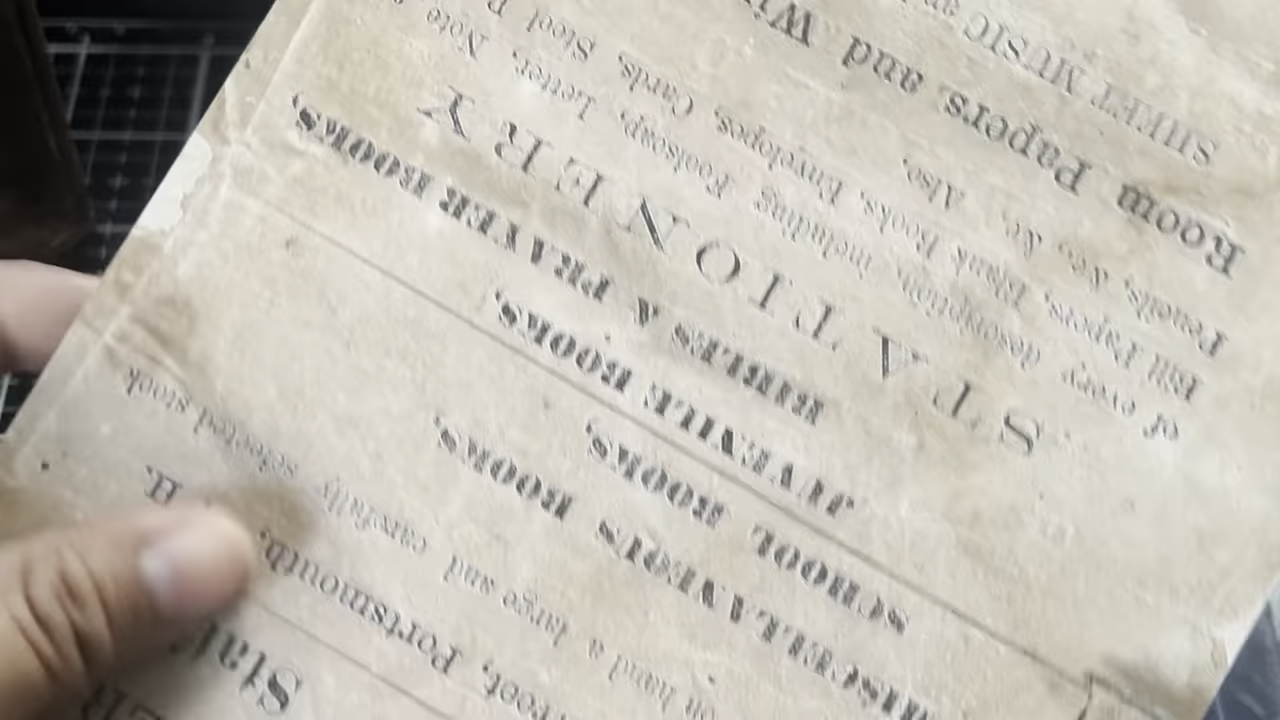 Stat
reet, Portsmouth, H.
on hand a large and carefully selected stock
MISCELLANEOUS BOOKS,
SCHOOL BOOKS,
JUVENILE BOOKS,
BIBLES & PRAYER BOOKS,
STATIONERY
of every description, including Foolscap, Letter, Note
Bill Papers, Blank Books, Envelopes, Cards, Steel P
Pencils, &c., &c. Also,
Room Papers and Wi
SHEET MUSIC